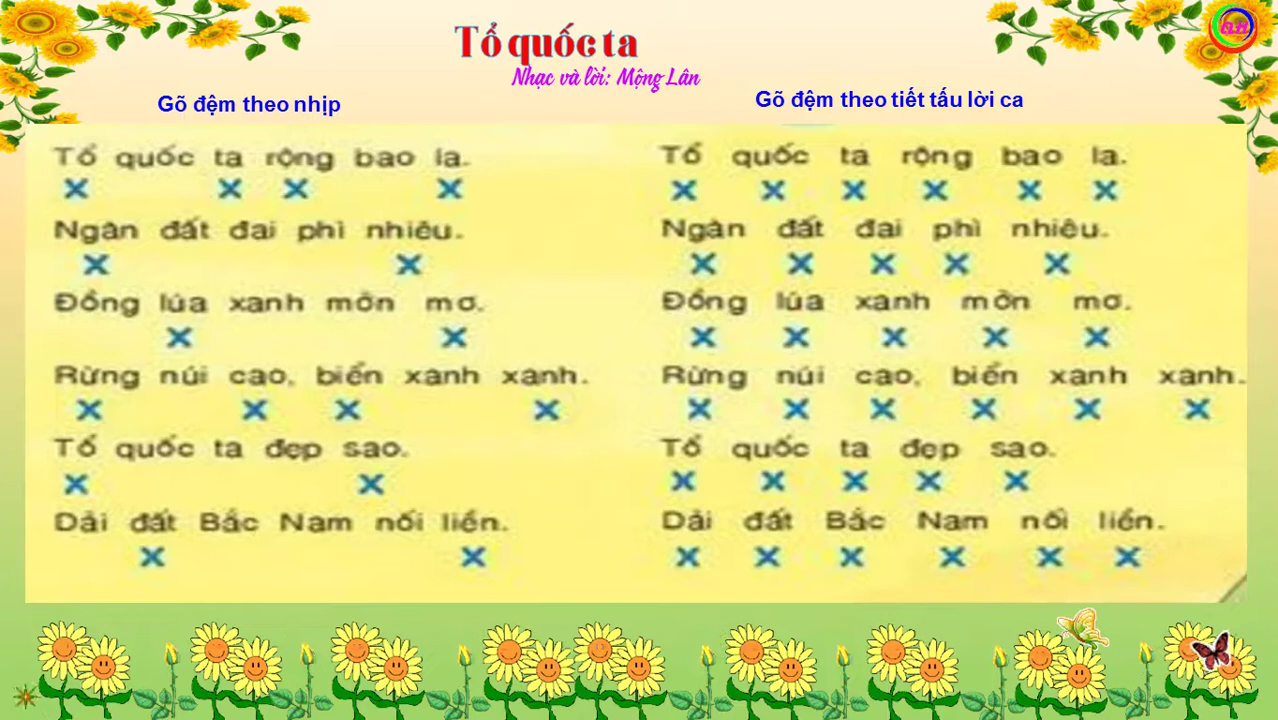 Tổ quốc ta
Nhạc và lời: Mộng Lân
Gõ đệm theo nhịp
Tổ quốc ta rộng bao la.
× × × ×
Ngàn đất đai phì nhiêu.
× ×
Đồng lúa xanh mởn mơ.
× ×
Rừng núi cao, biển xanh xanh.
× × × ×
Tổ quốc ta đẹp sao.
× ×
Dải đất Bắc Nam nối liền.
× ×
Gõ đệm theo tiết tấu lời ca
Tổ quốc ta rộng bao la.
× × × × × ×
Ngàn đất đai phì nhiêu.
× × × × ×
Đồng lúa xanh mởn mơ.
× × × × ×
Rừng núi cao, biển xanh xanh.
× × × × × ×
Tổ quốc ta đẹp sao.
× × × × ×
Dải đất Bắc Nam nối liền.
× × × × × ×